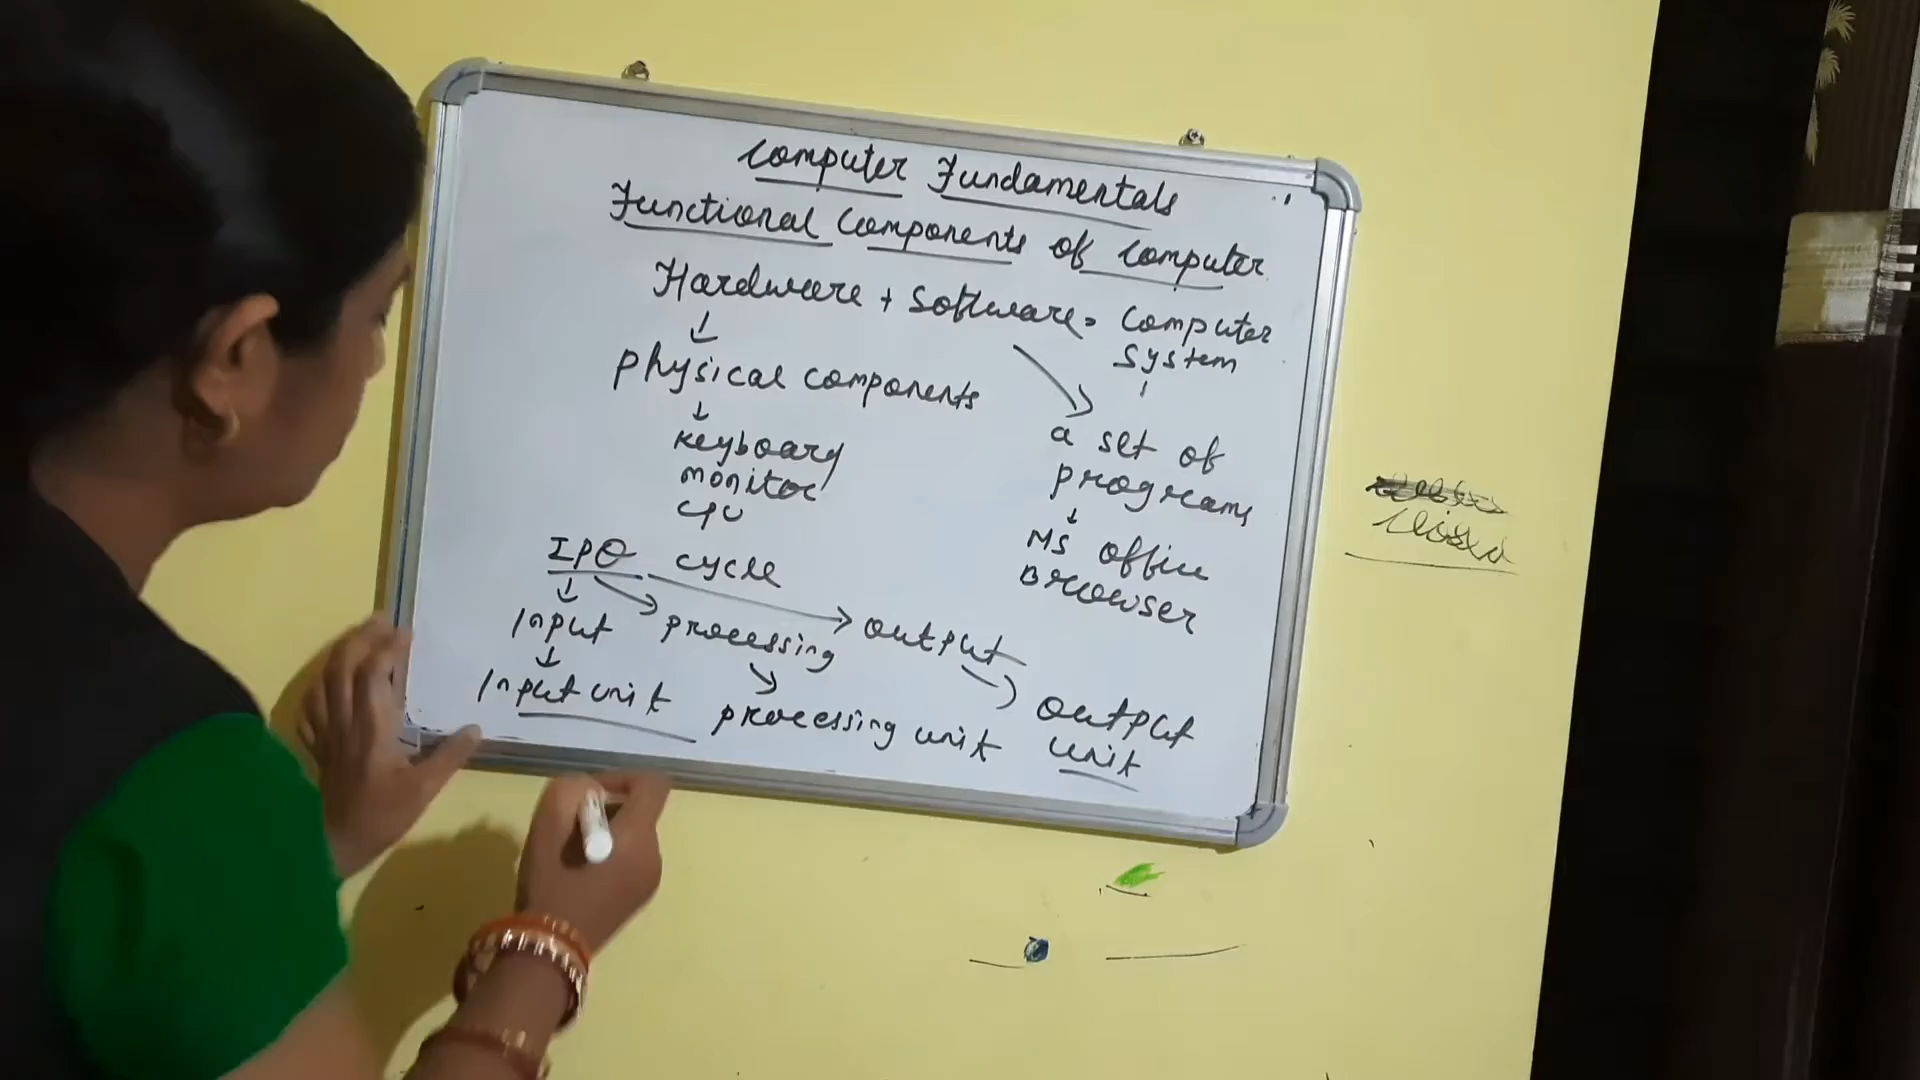 Computer Fundamentals
Functional Components of Computer
Hardware + Software = Computer System
↓
Physical components
↓
keyboard
monitor
CPU
a set of
programs
↓
MS office
Browser
IPO cycle
Input processing output
Input unit processing unit output unit